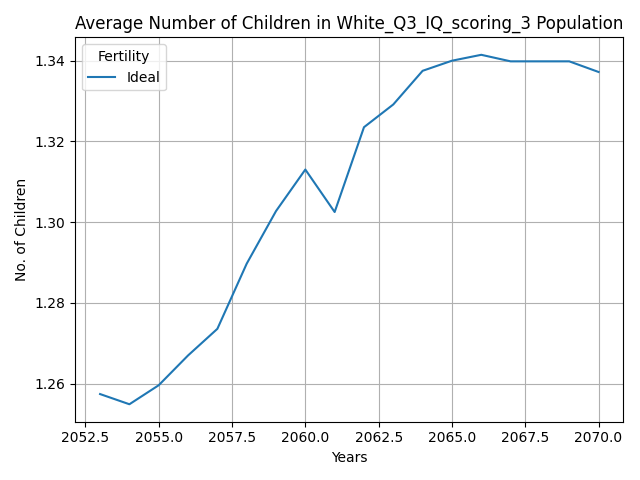 Average Number of Children in White_Q3_IQ_scoring_3 Population
Fertility
Ideal
No. of Children
1.34
1.32
1.30
1.28
1.26
2052.5 2055.0 2057.5 2060.0 2062.5 2065.0 2067.5 2070.0
Years